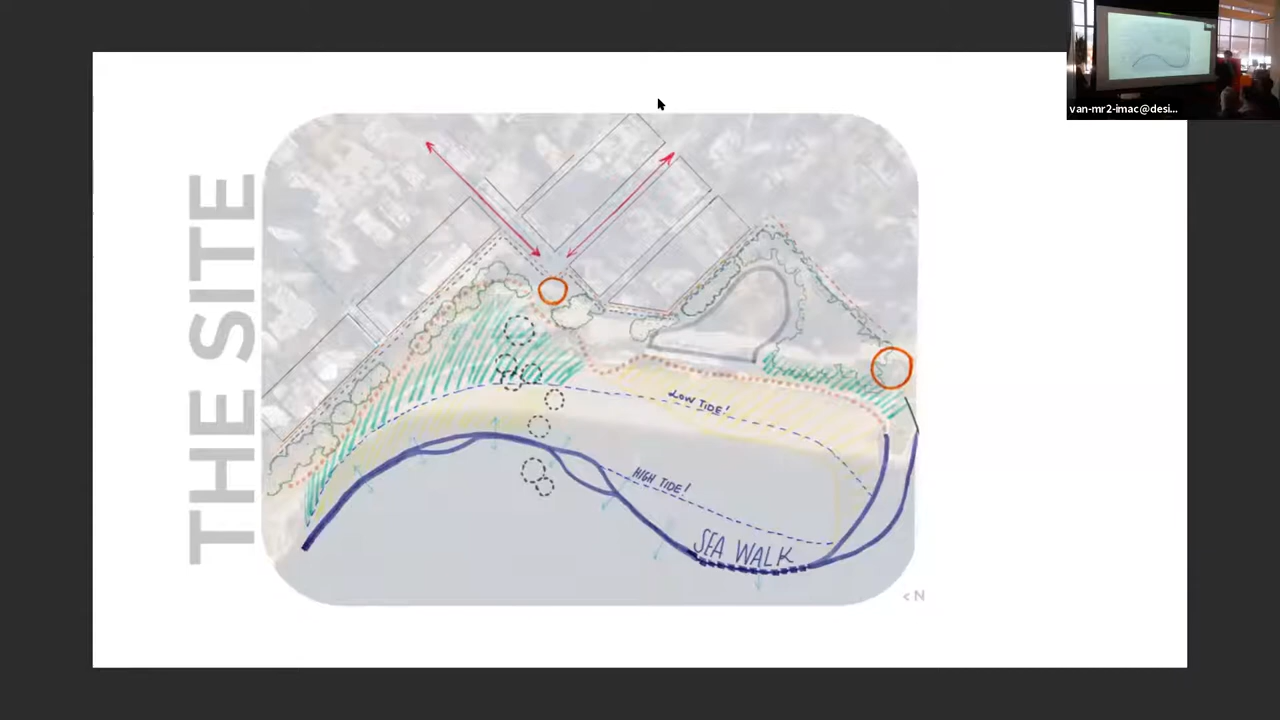 THE SITE
LOW TIDE!
HIGH TIDE!
SEA WALK
< N
van-mr2-imac@desi...